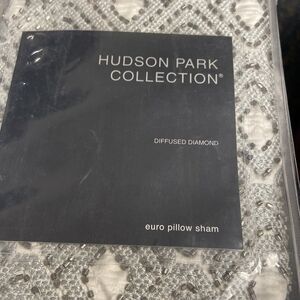 HUDSON PARK
COLLECTION®
DIFFUSED DIAMOND
euro pillow sham